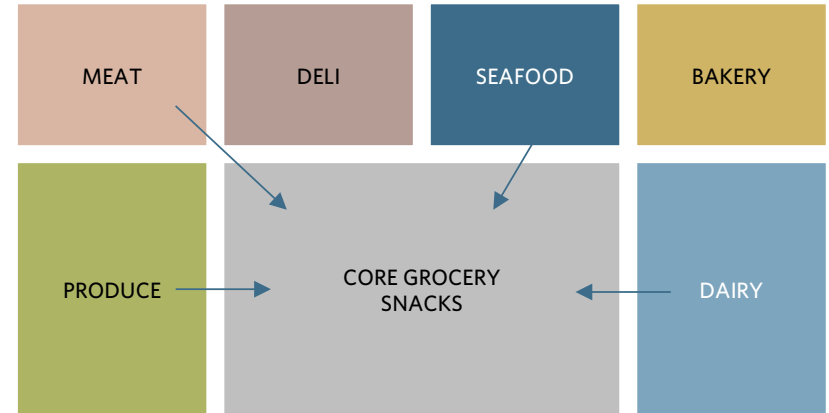 MEAT
DELI
SEAFOOD
BAKERY
PRODUCE
CORE GROCERY
SNACKS
DAIRY